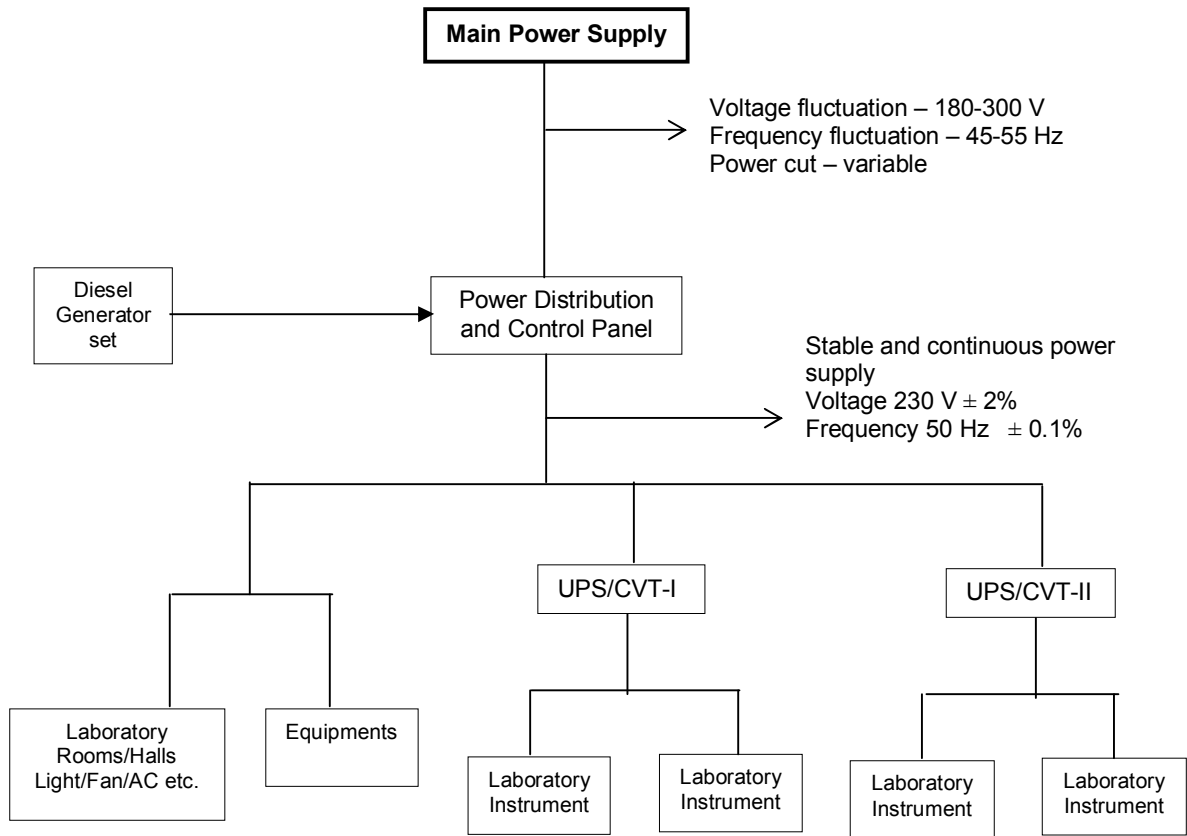 Main Power Supply
Voltage fluctuation – 180-300 V
Frequency fluctuation – 45-55 Hz
Power cut – variable
Diesel
Generator
set
Power Distribution
and Control Panel
Stable and continuous power
supply
Voltage 230 V ± 2%
Frequency 50 Hz ± 0.1%
UPS/CVT-I
UPS/CVT-II
Laboratory
Rooms/Halls
Light/Fan/AC etc.
Equipments
Laboratory
Instrument
Laboratory
Instrument
Laboratory
Instrument
Laboratory
Instrument